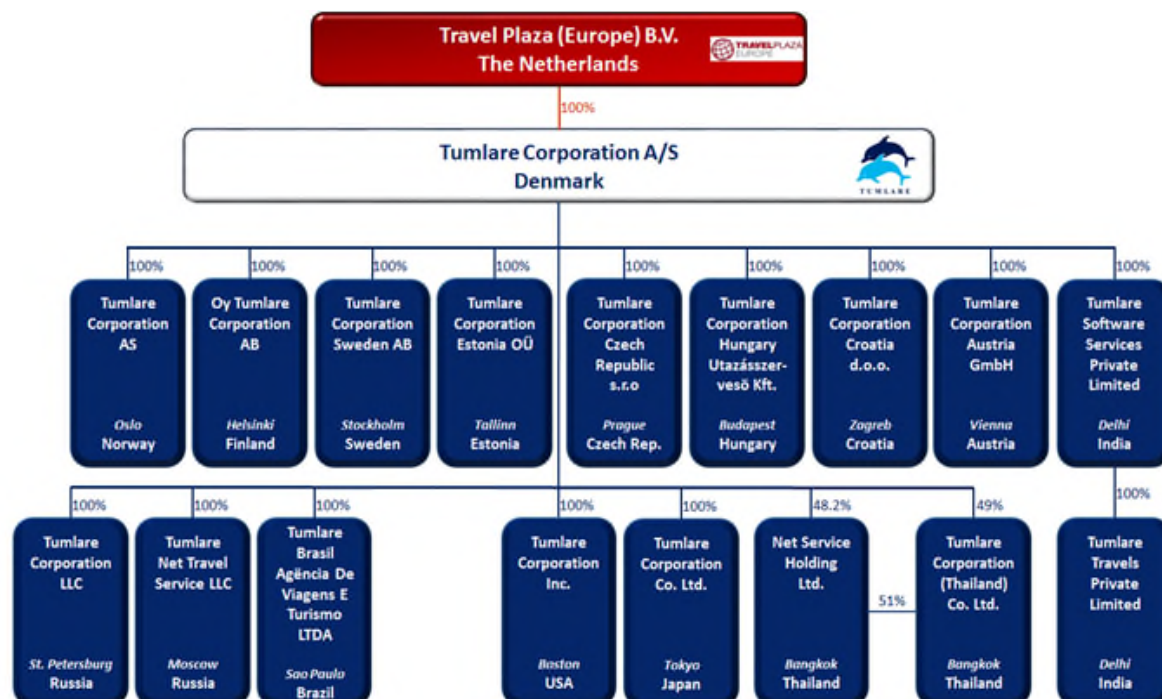 Travel Plaza (Europe) B.V.
The Netherlands
TRAVELPLAZA
EUROPE
100%
Tumlare Corporation A/S
Denmark
TUMLARE
100%
100%
100%
100%
100%
100%
100%
100%
100%
Tumlare
Corporation
AS
Oslo
Norway
Oy Tumlare
Corporation
AB
Helsinki
Finland
Tumlare
Corporation
Sweden AB
Stockholm
Sweden
Tumlare
Corporation
Estonia OÜ
Tallinn
Estonia
Tumlare
Corporation
Czech
Republic
s.r.o
Prague
Czech Rep.
Tumlare
Corporation
Hungary
Utazásszer-
vesö Kft.
Budapest
Hungary
Tumlare
Corporation
Croatia
d.o.o.
Zagreb
Croatia
Tumlare
Corporation
Austria
GmbH
Vienna
Austria
Tumlare
Software
Services
Private
Limited
Delhi
India
100%
100%
100%
100%
100%
48.2%
49%
100%
Tumlare
Corporation
LLC
St. Petersburg
Russia
Tumlare
Net Travel
Service LLC
Moscow
Russia
Tumlare
Brasil
Agëncia De
Viagens E
Turismo
LTDA
Sao Paulo
Brazil
Tumlare
Corporation
Inc.
Boston
USA
Tumlare
Corporation
Co. Ltd.
Tokyo
Japan
Net Service
Holding
Ltd.
Bangkok
Thailand
51%
Tumlare
Corporation
(Thailand)
Co. Ltd.
Bangkok
Thailand
Tumlare
Travels
Private
Limited
Delhi
India